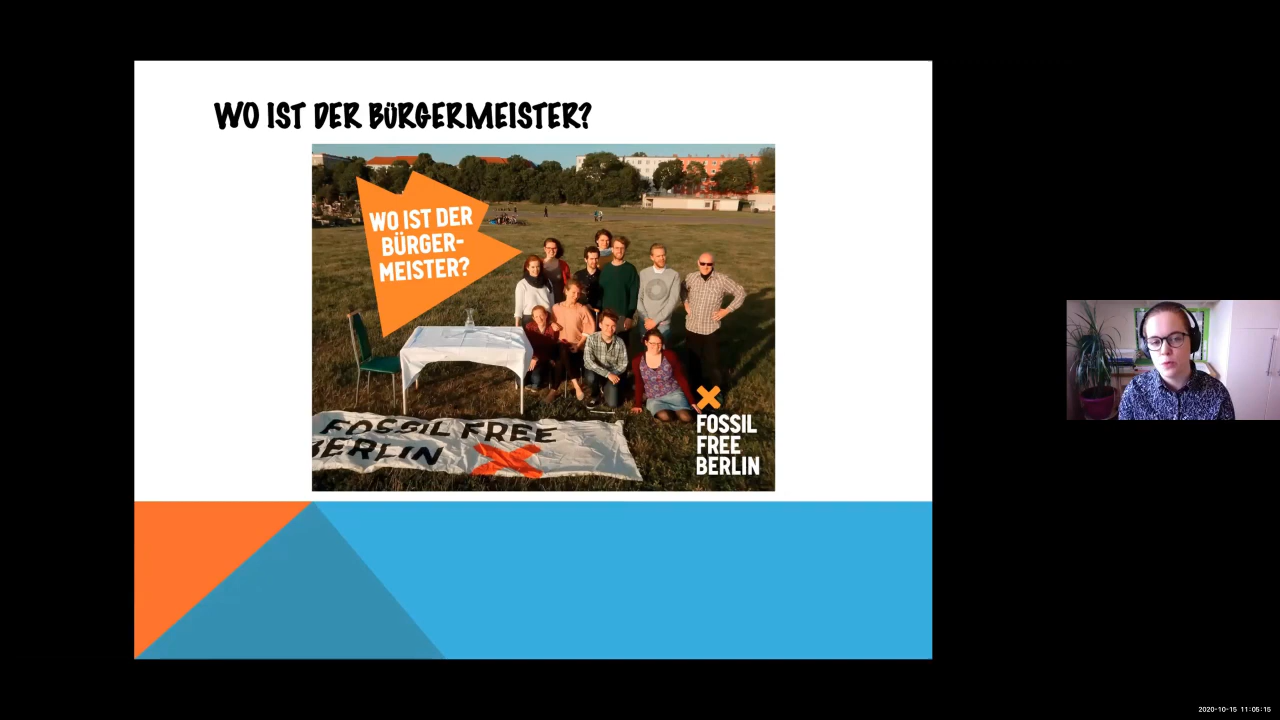 WO IST DER BÜRGERMEISTER?
WO IST DER
BÜRGER-
MEISTER?
FOSSIL FREE
BERLIN
FOSSIL
FREE
BERLIN
2020-10-15 11:05:15